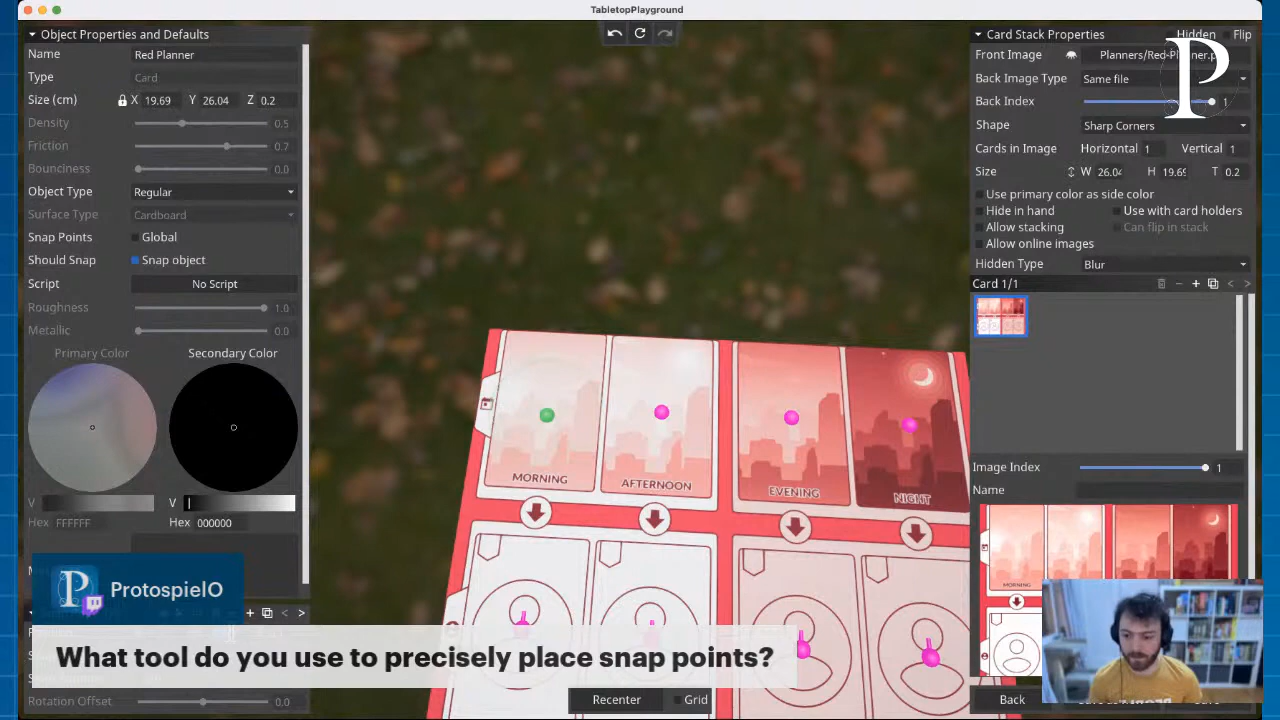 TabletopPlayground
Object Properties and Defaults
Name Red Planner
Type Card
Size (cm) X 19.69 Y 26.04 Z 0.2
Density 0.5
Friction 0.7
Bounciness 0.0
Object Type Regular
Surface Type Cardboard
Snap Points Global
Should Snap Snap object
Script No Script
Roughness 1.0
Metallic 0.0
Primary Color Secondary Color
V V
Hex FFFFFF Hex 000000
P ProtospielO
What tool do you use to precisely place snap points?
Rotation Offset 0.0
MORNING AFTERNOON EVENING NIGHT
Recenter Grid
Card Stack Properties Hidden Flip
Front Image
P
Back Image Type Same file
Back Index 1
Shape Sharp Corners
Cards in Image Horizontal 1 Vertical 1
Size W 26.04 H 19.69 T 0.2
Use primary color as side color
Hide in hand Use with card holders
Allow stacking Can flip in stack
Allow online images
Hidden Type Blur
Card 1/1
Image Index 1
Name
MORNING
Back